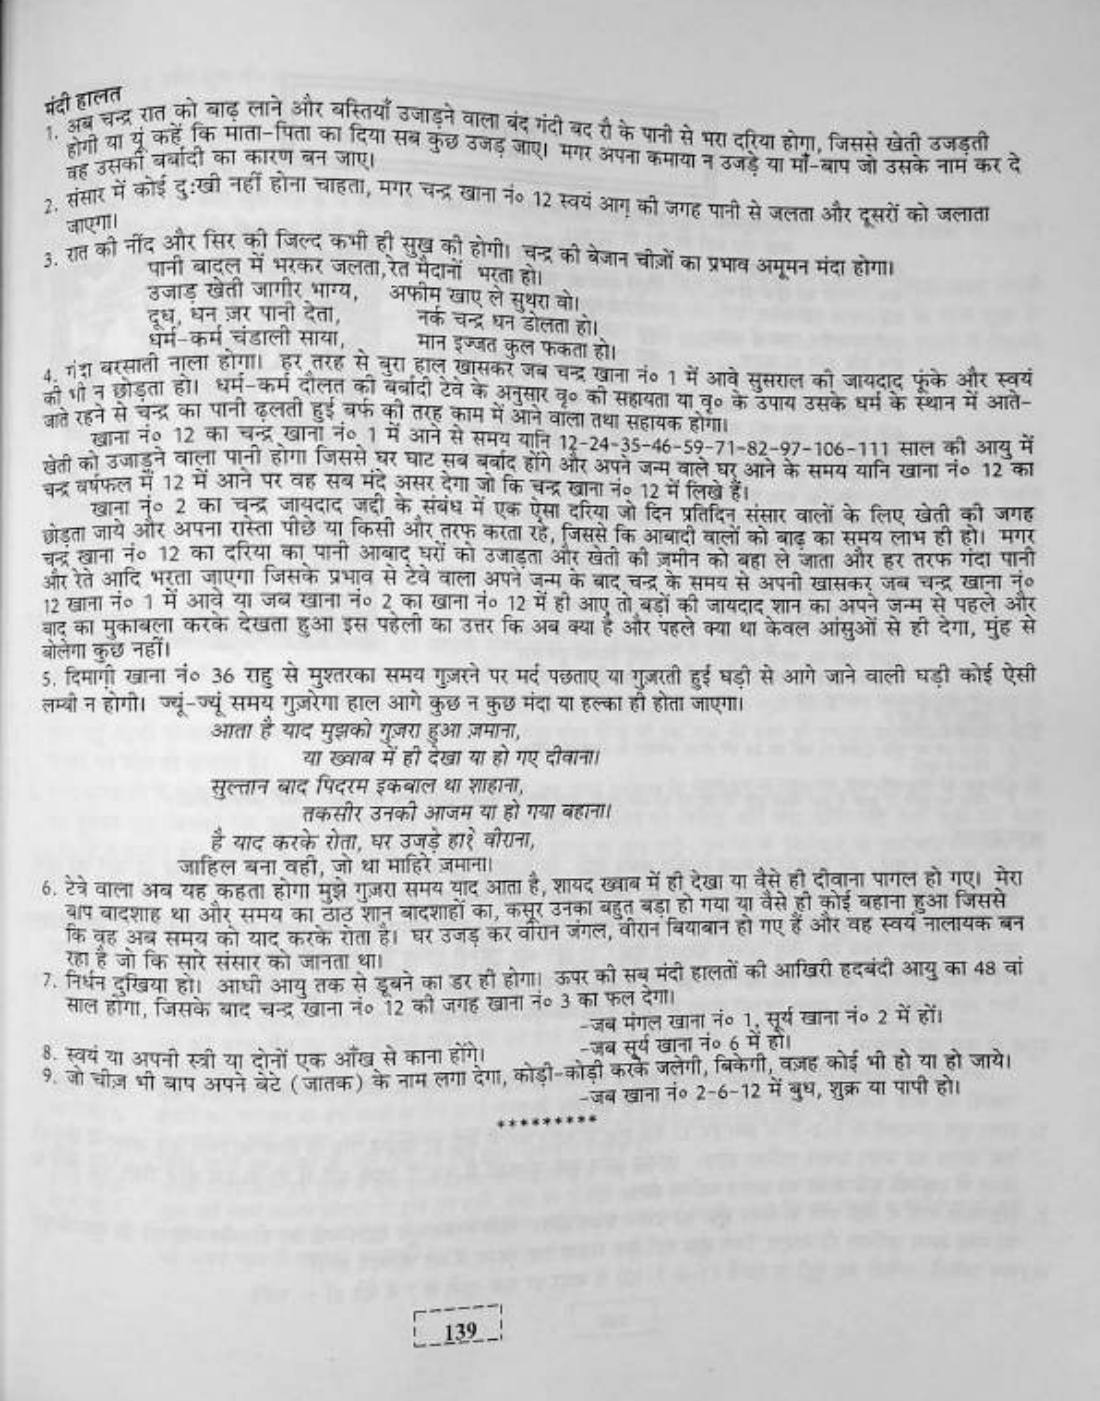 मंदी हालत
1. अब चन्द्र रात को बाढ़ लाने और बस्तियाँ उजाड़ने वाला बंद गंदी बद रौ के पानी से भरा दरिया होगा, जिससे खेती उजड़ती
होगी या यूं कहें कि माता-पिता का दिया सब कुछ उजड़ जाए। मगर अपना कमाया न उजड़े या माँ-बाप जो उसके नाम कर दे
वह उसकी बर्बादी का कारण बन जाए।
2. संसार में कोई दुःखी नहीं होना चाहता, मगर चन्द्र खाना नं० 12 स्वयं आग की जगह पानी से जलता और दूसरों को जलाता
जाएगा।
3. रात की नींद और सिर की जिल्द कभी ही सुख की होगी। चन्द्र की बेजान चीज़ों का प्रभाव अमूमन मंदा होगा।
पानी बादल में भरकर जलता, रेत मैदानों भरता हो।
उजाड़ खेती जागीर भाग्य, अफीम खाए ले सुथरा वो।
दूध, धन ज़र पानी देता, नर्क चन्द्र धन डोलता हो।
धर्म-कर्म चंडाली साया, मान इज्जत कुल फकता हो।
4. गंदा बरसाती नाला होगा। हर तरह से बुरा हाल खासकर जब चन्द्र खाना नं० 1 में आवे सुसराल की जायदाद फूंके और स्वयं
की भी न छोड़ता हो। धर्म-कर्म दौलत की बर्बादी टेवे के अनुसार वृ० की सहायता या वृ० के उपाय उसके धर्म के स्थान में आते-
जाते रहने से चन्द्र का पानी ढ़लती हुई बर्फ की तरह काम में आने वाला तथा सहायक होगा।
खाना नं० 12 का चन्द्र खाना नं० 1 में आने से समय यानि 12-24-35-46-59-71-82-97-106-111 साल की आयु में
खेती को उजाड़ने वाला पानी होगा जिससे घर घाट सब बर्बाद होंगे और अपने जन्म वाले घर आने के समय यानि खाना नं० 12 का
चन्द्र वर्षफल में 12 में आने पर वह सब मंदे असर देगा जो कि चन्द्र खाना नं० 12 में लिखे हैं।
खाना नं० 2 का चन्द्र जायदाद जद्दी के संबंध में एक ऐसा दरिया जो दिन प्रतिदिन संसार वालों के लिए खेती की जगह
छोड़ता जाये और अपना रास्ता पीछे या किसी और तरफ करता रहे, जिससे कि आबादी वालों को बाढ़ का समय लाभ ही हो। मगर
चन्द्र खाना नं० 12 का दरिया का पानी आबाद घरों को उजाड़ता और खेती की ज़मीन को बहा ले जाता और हर तरफ गंदा पानी
और रेते आदि भरता जाएगा जिसके प्रभाव से टेवे वाला अपने जन्म के बाद चन्द्र के समय से अपनी खासकर जब चन्द्र खाना नं०
12 खाना नं० 1 में आवे या जब खाना नं० 2 का खाना नं० 12 में ही आए तो बड़ों की जायदाद शान का अपने जन्म से पहले और
बाद का मुकाबला करके देखता हुआ इस पहेली का उत्तर कि अब क्या है और पहले क्या था केवल आंसुओं से ही देगा, मुंह से
बोलेगा कुछ नहीं।
5. दिमाग़ी खाना नं० 36 राहु से मुश्तरका समय गुज़रने पर मर्द पछताए या गुज़रती हुई घड़ी से आगे जाने वाली घड़ी कोई ऐसी
लम्बी न होगी। ज्यूं-ज्यूं समय गुज़रेगा हाल आगे कुछ न कुछ मंदा या हल्का ही होता जाएगा।
आता है याद मुझको गुज़रा हुआ ज़माना,
या ख्वाब में ही देखा या हो गए दीवाना।
सुल्तान बाद पिदरम इकबाल था शाहाना,
तकसीर उनकी आजम या हो गया बहाना।
है याद करके रोता, घर उजड़े वीराना,
जाहिल बना वही, जो था माहिरे ज़माना।
6. टेवे वाला अब यह कहता होगा मुझे गुज़रा समय याद आता है, शायद ख्वाब में ही देखा या वैसे ही दीवाना पागल हो गए। मेरा
बाप बादशाह था और समय का ठाठ शान बादशाहों का, कसूर उनका बहुत बड़ा हो गया या वैसे ही कोई बहाना हुआ जिससे
कि वह अब समय को याद करके रोता है। घर उजड़ कर वीरान जंगल, वीरान बियाबान हो गए हैं और वह स्वयं नालायक बन
रहा है जो कि सारे संसार को जानता था।
7. निर्धन दुखिया हो। आधी आयु तक से डूबने का डर ही होगा। ऊपर की सब मंदी हालतों की आखिरी हदबंदी आयु का 48 वां
साल होगा, जिसके बाद चन्द्र खाना नं० 12 की जगह खाना नं० 3 का फल देगा।
-जब मंगल खाना नं० 1, सूर्य खाना नं० 2 में हों।
8. स्वयं या अपनी स्त्री या दोनों एक आँख से काना होंगे। -जब सूर्य खाना नं० 6 में हो।
9. जो चीज़ भी बाप अपने बेटे (जातक) के नाम लगा देगा, कोड़ी-कोड़ी करके जलेगी, बिकेगी, वज़ह कोई भी हो या हो जाये।
-जब खाना नं० 2-6-12 में बुध, शुक्र या पापी हो।
*********
139